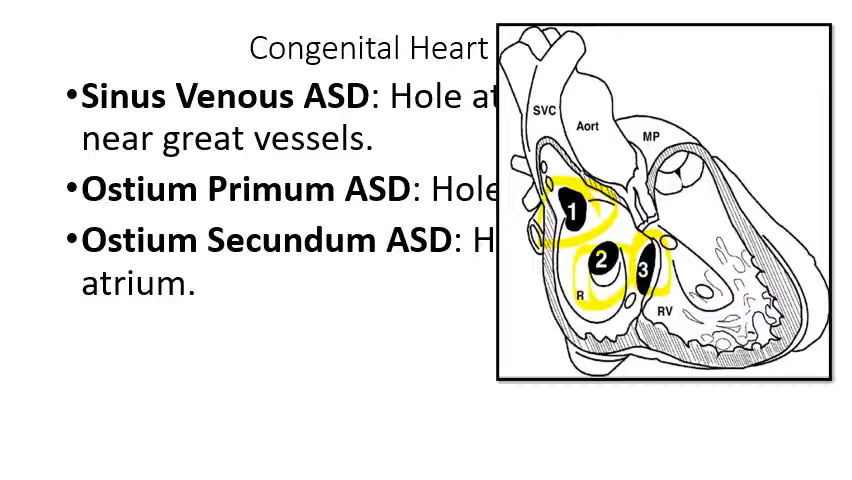 Congenital Heart
•Sinus Venous ASD: Hole at
near great vessels.
•Ostium Primum ASD: Hole
•Ostium Secundum ASD: H
atrium.
SVC
Aort
MP
1
2
3
R
RV